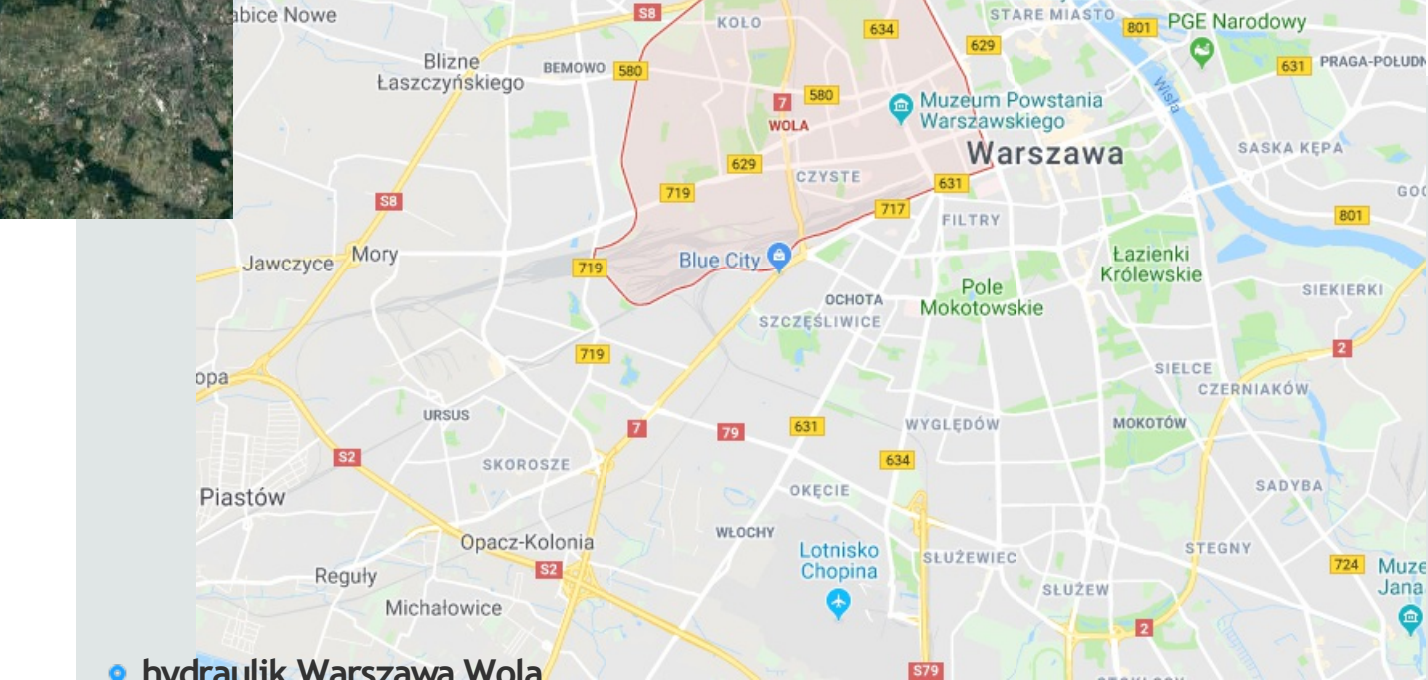 abice Nowe
S8
KOŁO
634
STARE MIASTO
801
PGE Narodowy
629
Blizne
Łaszczyńskiego
BEMOWO
580
631
PRAGA-POŁUDN
Wisła
7
580
WOLA
Muzeum Powstania
Warszawskiego
Warszawa
SASKA KĘPA
629
CZYSTE
719
631
S8
717
FILTRY
GOC
801
Jawczyce
Mory
719
Blue City
Łazienki
Królewskie
Pole
Mokotowskie
SIEKIERKI
OCHOTA
SZCZĘŚLIWICE
719
2
opa
SIELCE
CZERNIAKÓW
URSUS
7
79
631
WYGLĘDÓW
MOKOTÓW
S2
SKOROSZE
634
Piastów
OKĘCIE
SADYBA
Opacz-Kolonia
WŁOCHY
Lotnisko
Chopina
SŁUŻEWIEC
STEGNY
S2
Reguły
724
Muze
Jana
Michałowice
SŁUŻEW
2
S79
hydraulik Warszawa Wola